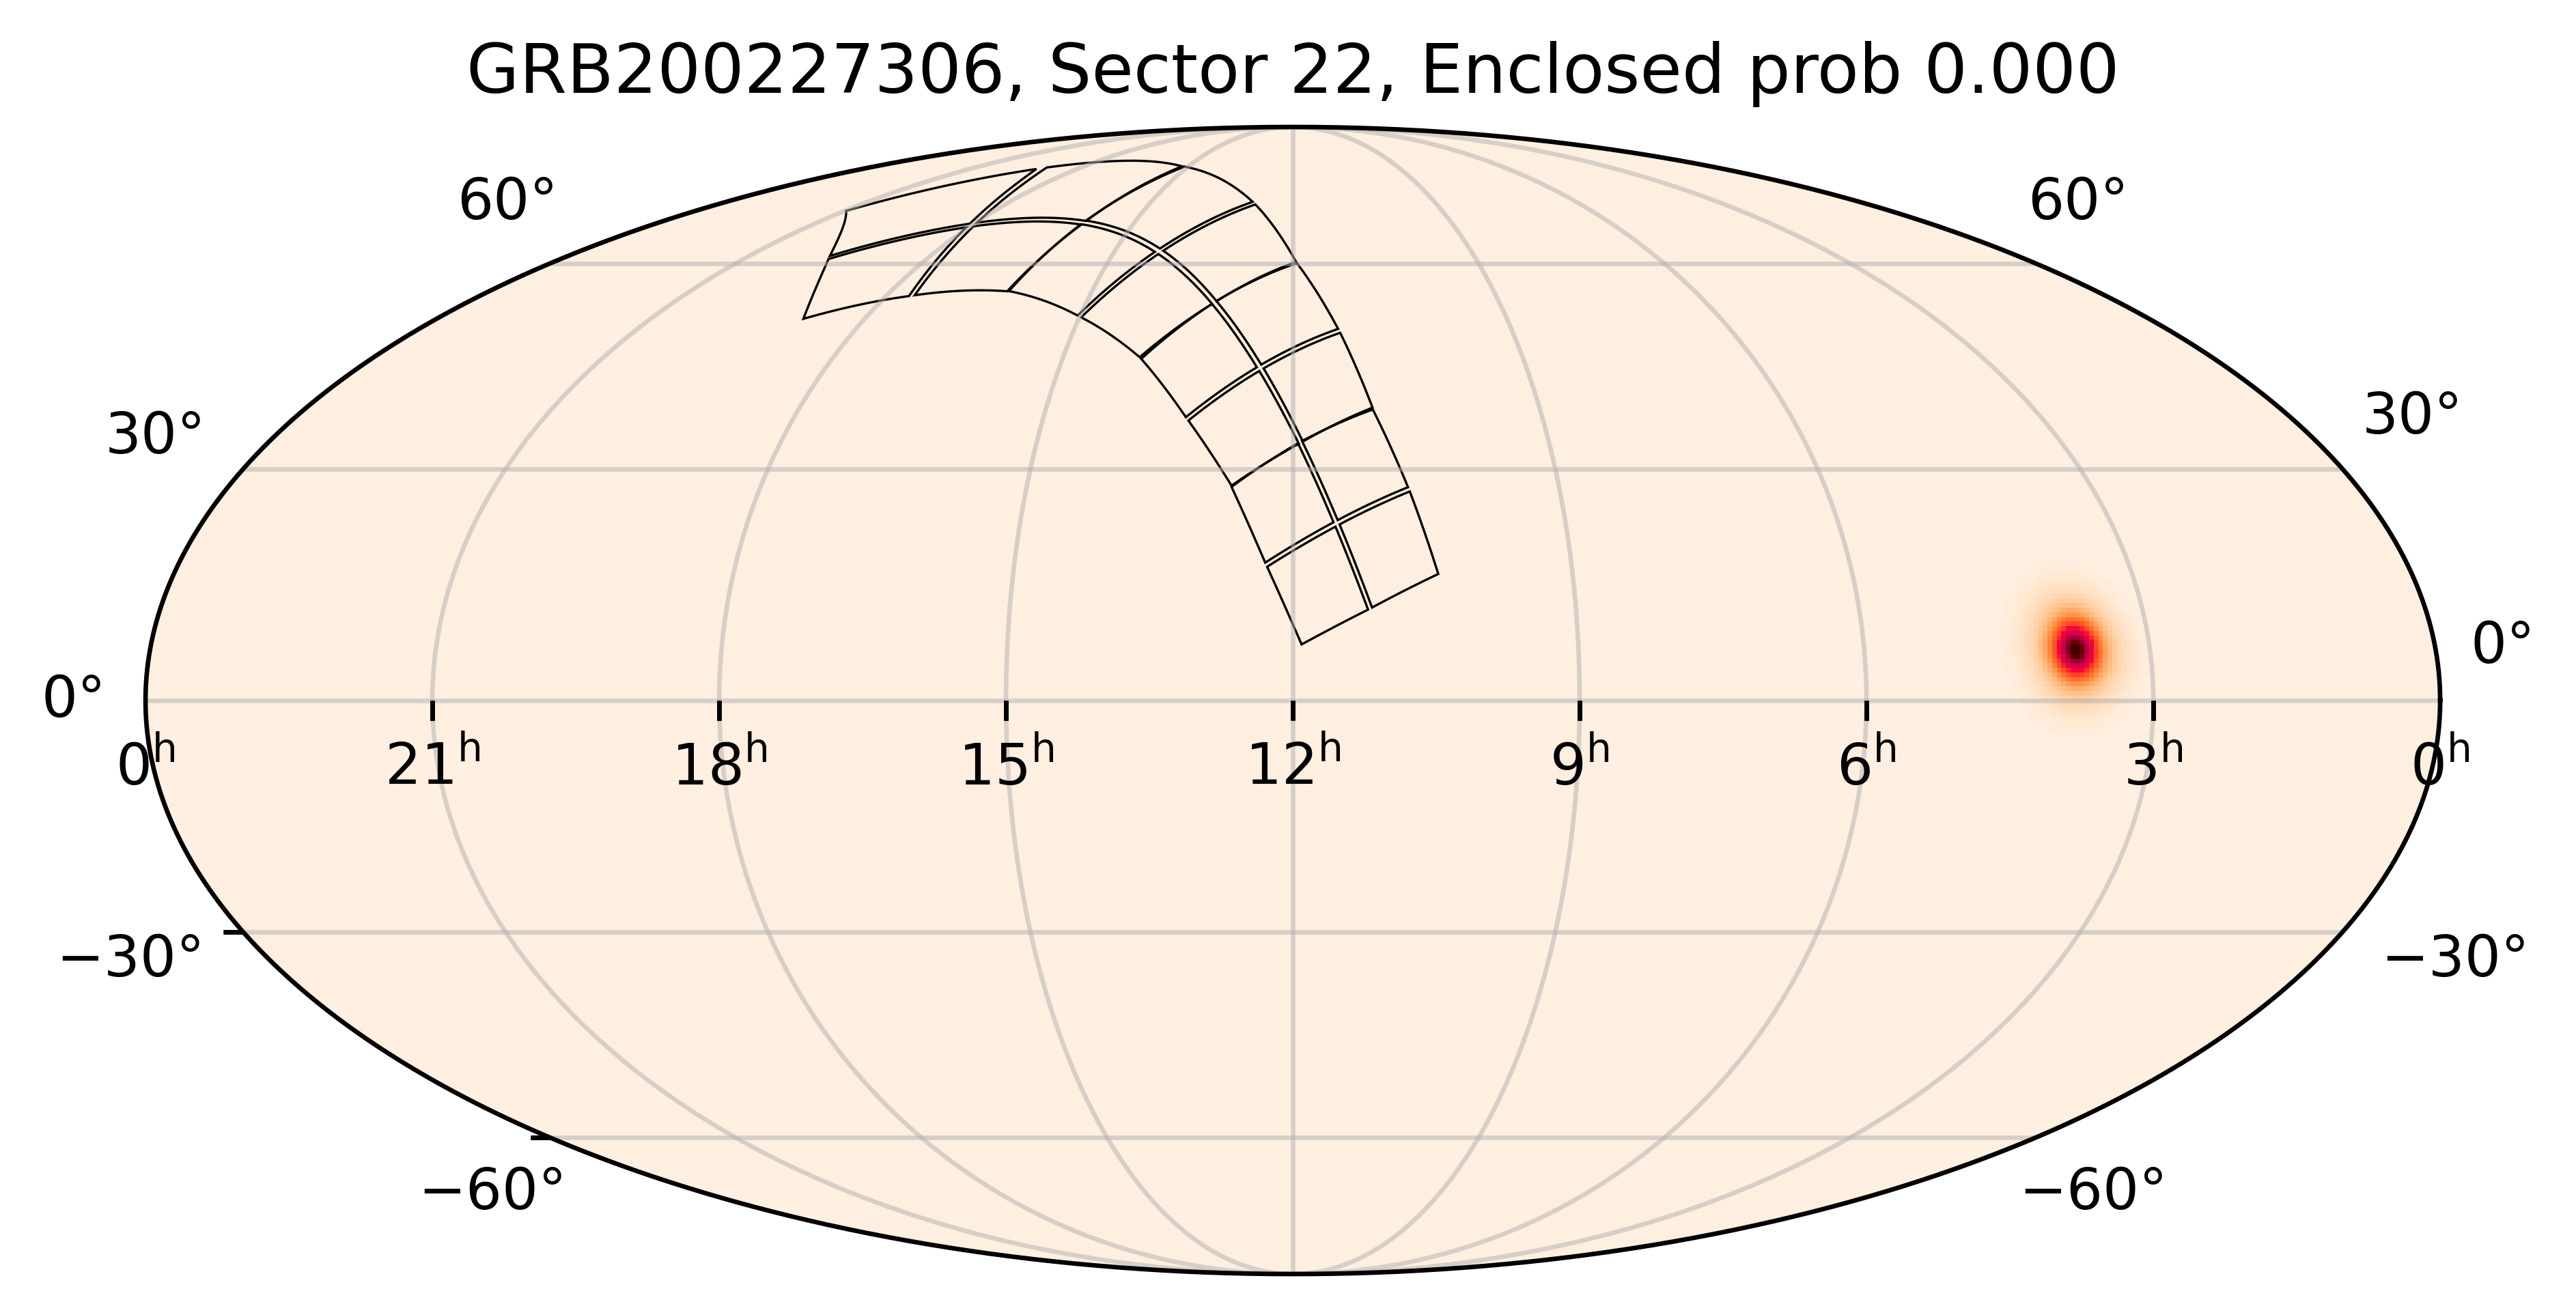 GRB200227306, Sector 22, Enclosed prob 0.000
60° 60°
30° 30°
0° 0°
0ʰ 21ʰ 18ʰ 15ʰ 12ʰ 9ʰ 6ʰ 3ʰ 0ʰ
−30° −30°
−60° −60°